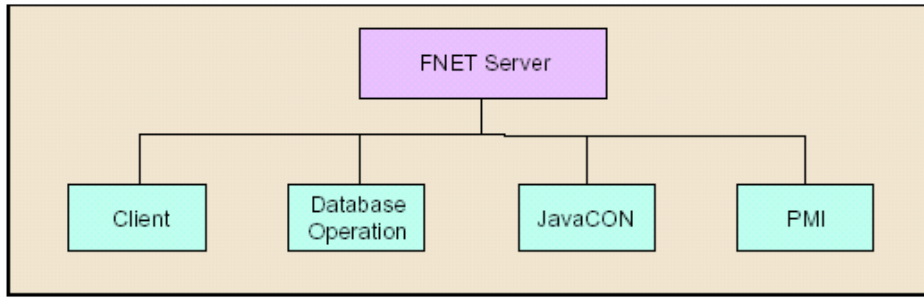 FNET Server
Client
Database
Operation
JavaCON
PMI